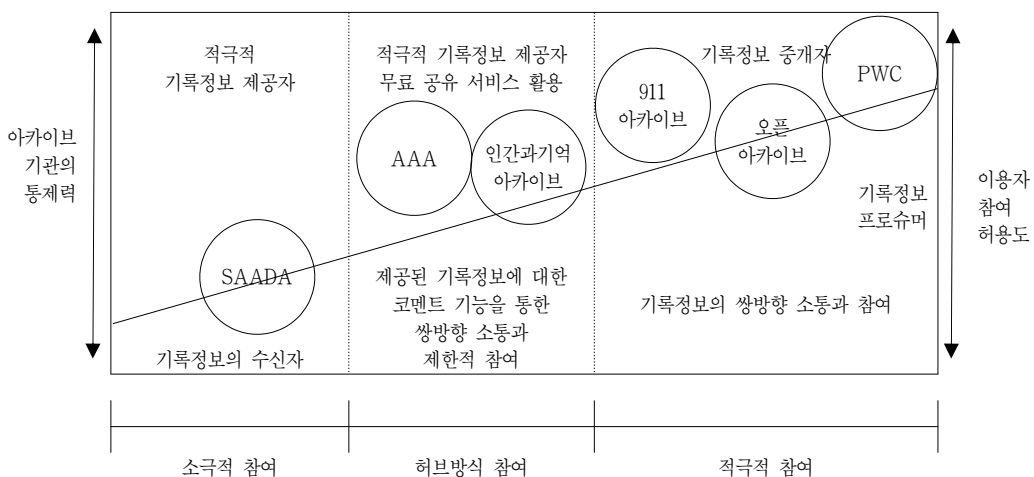 아카이브
기관의
통제력
적극적
기록정보 제공자
SAADA
기록정보의 수신자
적극적 기록정보 제공자
무료 공유 서비스 활용
AAA
인간과기억
아카이브
제공된 기록정보에 대한
코멘트 기능을 통한
쌍방향 소통과
제한적 참여
기록정보 중개자
911
아카이브
오픈
아카이브
PWC
기록정보
프로슈머
기록정보의 쌍방향 소통과 참여
이용자
참여
허용도
소극적 참여
허브방식 참여
적극적 참여